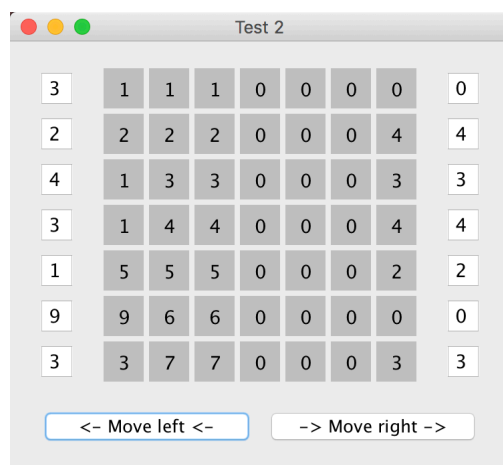 Test 2
3 1 1 1 0 0 0 0 0
2 2 2 2 0 0 0 4 4
4 1 3 3 0 0 0 3 3
3 1 4 4 0 0 0 4 4
1 5 5 5 0 0 0 2 2
9 9 6 6 0 0 0 0 0
3 3 7 7 0 0 0 3 3
<- Move left <- -> Move right ->